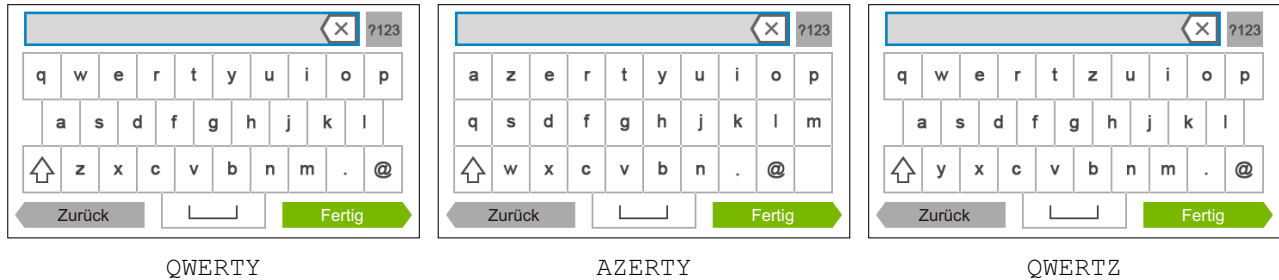 ?123
q w e r t y u i o p
a s d f g h j k l
z x c v b n m . @
Zurück Fertig
QWERTY
?123
a z e r t y u i o p
q s d f g h j k l m
w x c v b n . @
Zurück Fertig
AZERTY
?123
q w e r t z u i o p
a s d f g h j k l
y x c v b n m . @
Zurück Fertig
QWERTZ